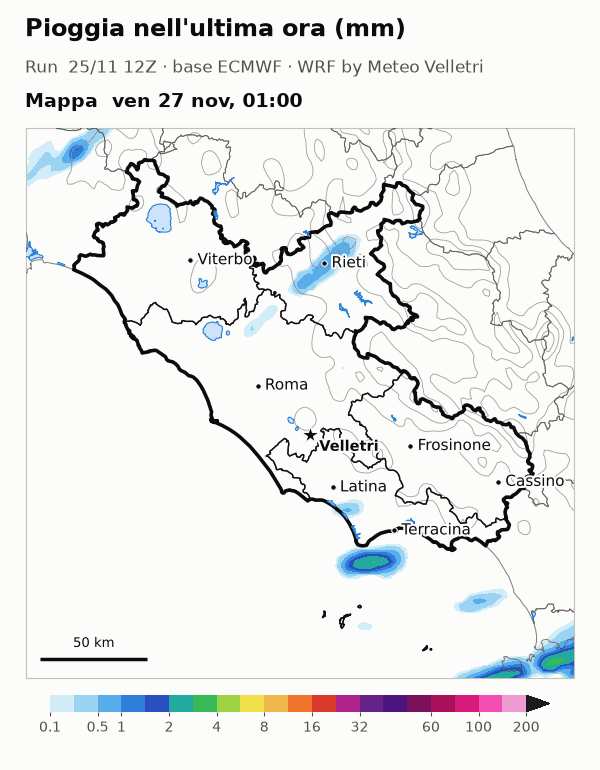 Pioggia nell'ultima ora (mm)
Run  25/11 12Z · base ECMWF · WRF by Meteo Velletri
Mappa  ven 27 nov, 01:00
Viterbo
Rieti
Roma
Velletri
Frosinone
Latina
Cassino
Terracina
50 km
0.1 0.5 1 2 4 8 16 32 60 100 200